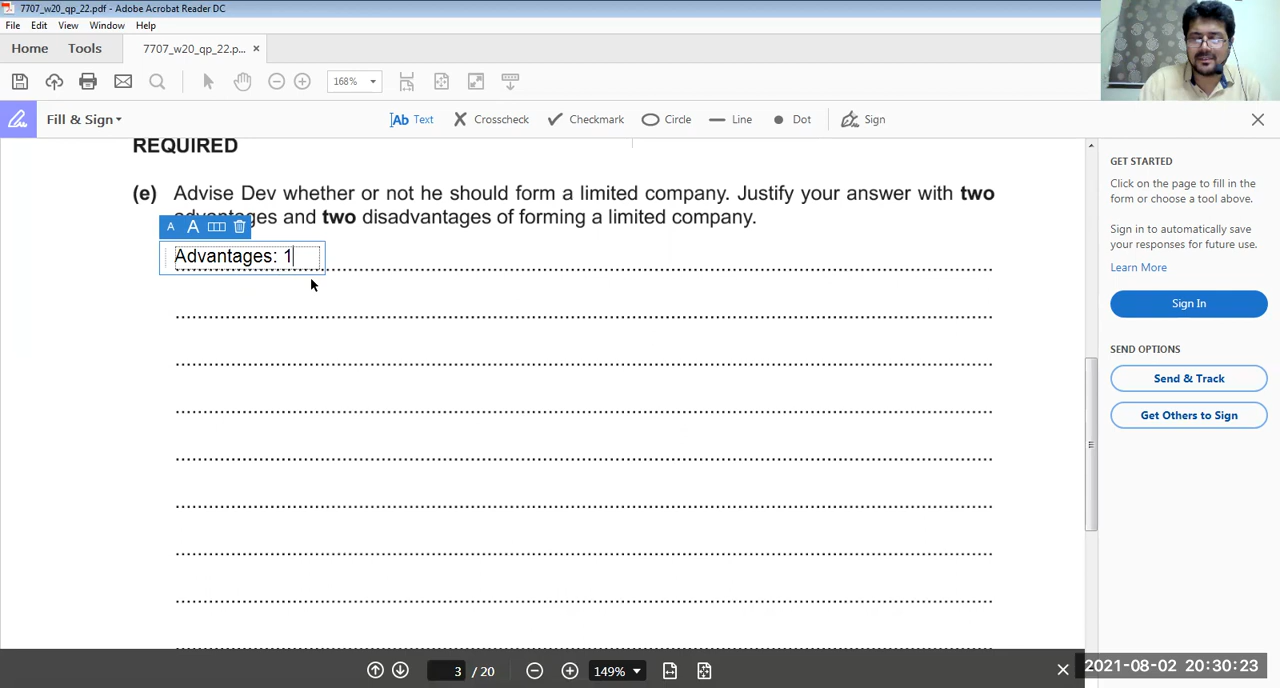 7707_w20_qp_22.pdf - Adobe Acrobat Reader DC
File Edit View Window Help
Home Tools 7707_w20_qp_22.p... ×
168%
Fill & Sign
Ab Text Crosscheck Checkmark Circle Line Dot Sign
REQUIRED
(e) Advise Dev whether or not he should form a limited company. Justify your answer with two
advantages and two disadvantages of forming a limited company.
A A
Advantages: 1
GET STARTED
Click on the page to fill in the
form or choose a tool above.
Sign in to automatically save
your responses for future use.
Learn More
Sign In
SEND OPTIONS
Send & Track
Get Others to Sign
3 / 20 149%
2021-08-02 20:30:23